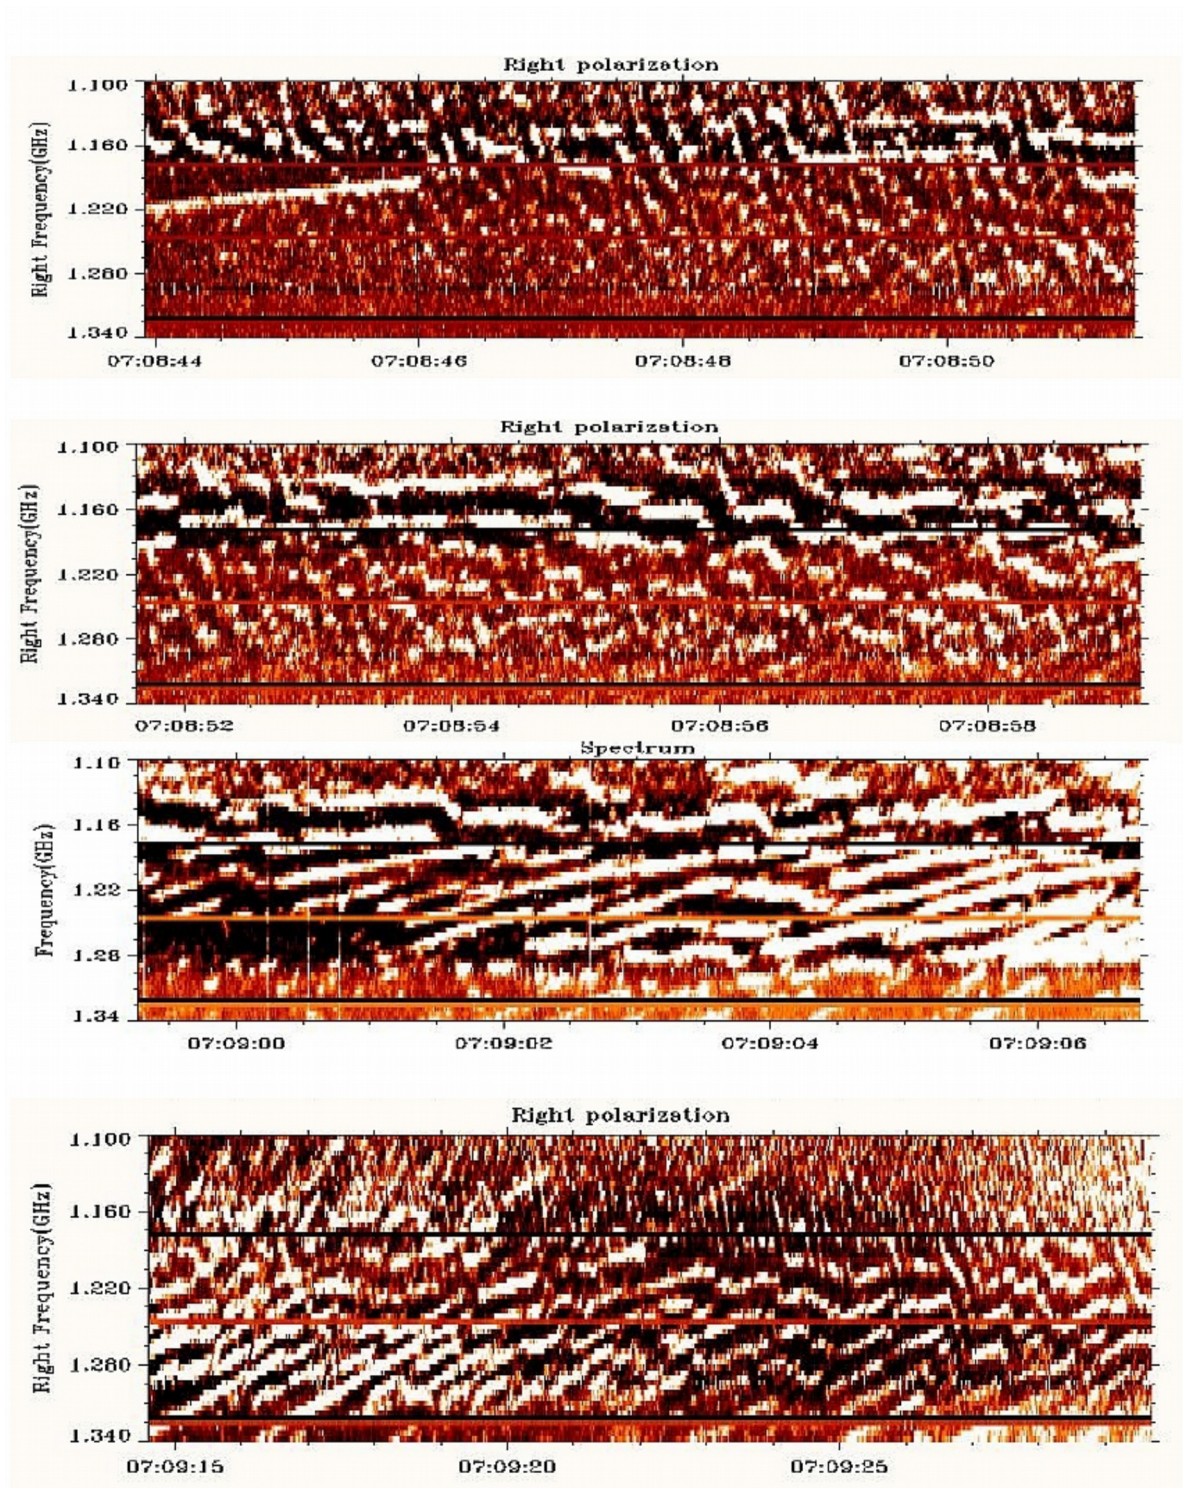 Right polarization
Right Frequency(GHz)
1.100
1.160
1.220
1.280
1.340
07:08:44 07:08:46 07:08:48 07:08:50
Right polarization
Right Frequency(GHz)
1.100
1.160
1.220
1.280
1.340
07:08:52 07:08:54 07:08:56 07:08:58
Spectrum
Frequency(GHz)
1.10
1.16
1.22
1.28
1.34
07:09:00 07:09:02 07:09:04 07:09:06
Right polarization
Right Frequency(GHz)
1.100
1.160
1.220
1.280
1.340
07:09:15 07:09:20 07:09:25